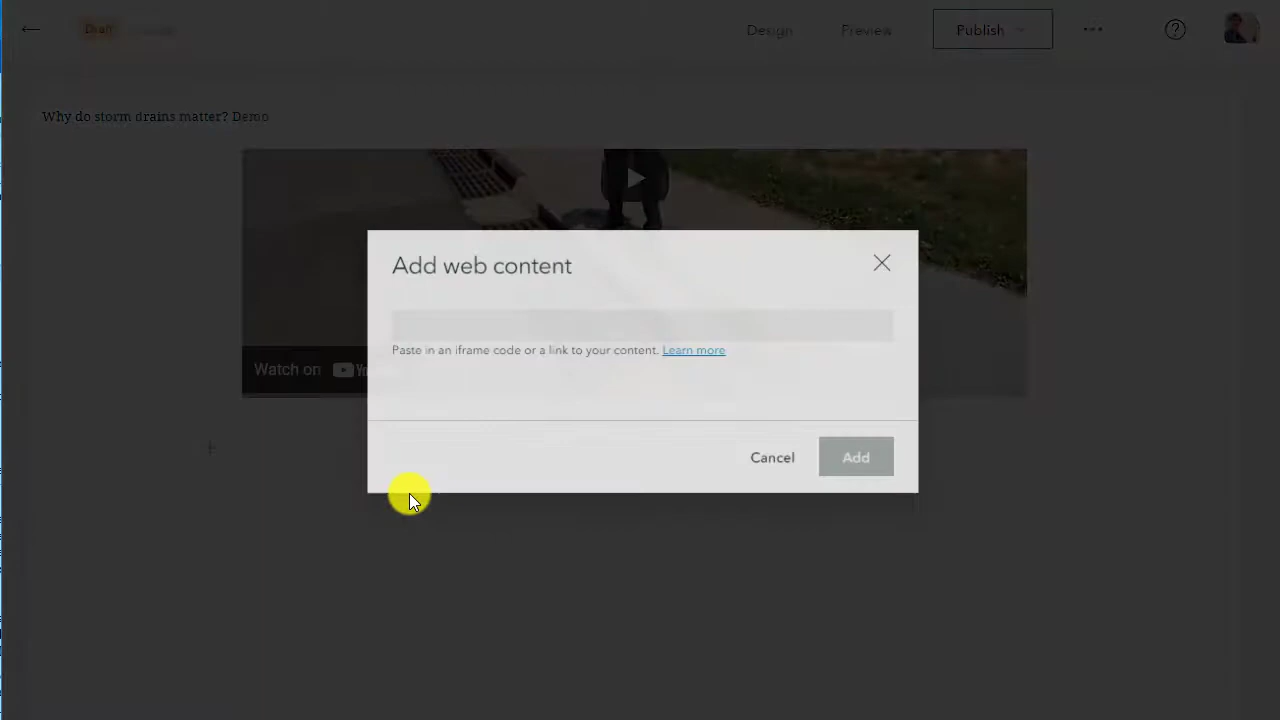 Draft
Design
Preview
Publish
Why do storm drains matter? Demo
Add web content
Paste in an iframe code or a link to your content. Learn more
Watch on
Cancel
Add